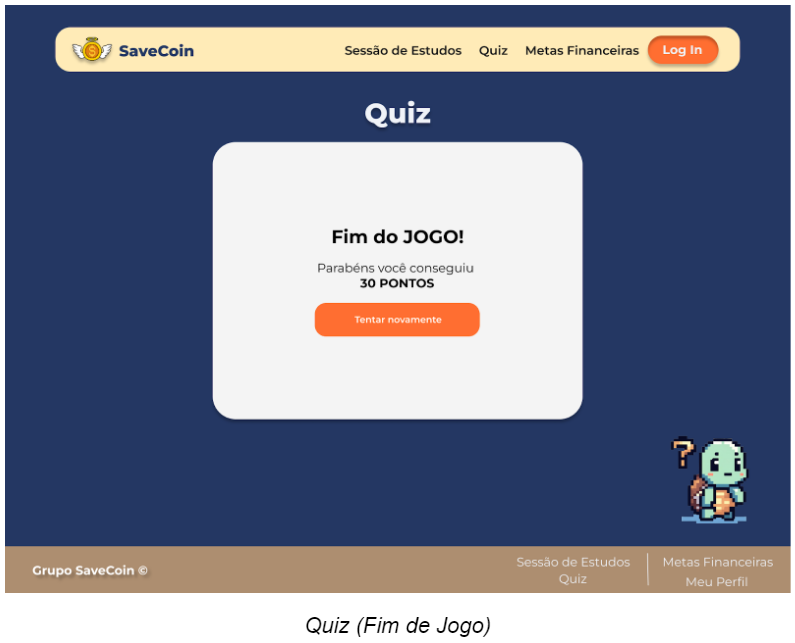 SaveCoin
Sessão de Estudos Quiz Metas Financeiras Log In
Quiz
Fim do JOGO!
Parabéns você conseguiu
30 PONTOS
Tentar novamente
?
Grupo SaveCoin ©
Sessão de Estudos
Quiz
Metas Financeiras
Meu Perfil
Quiz (Fim de Jogo)